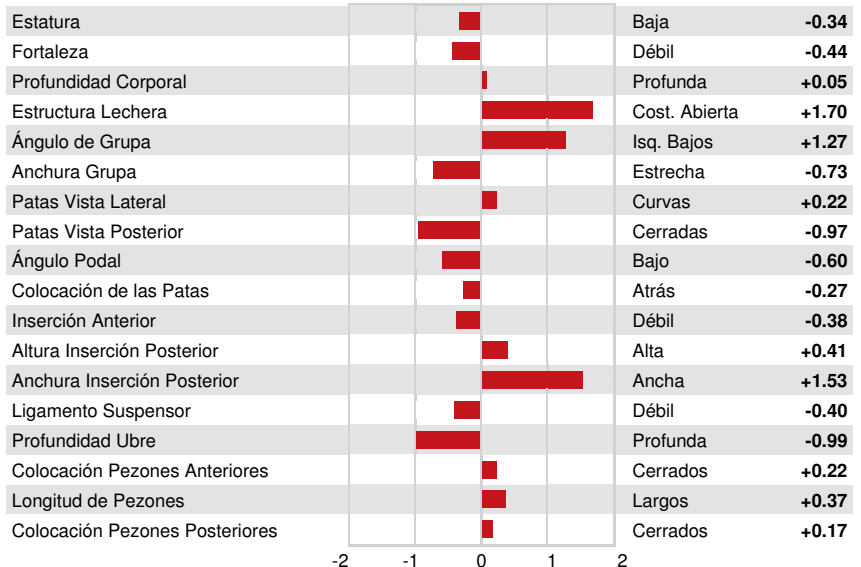 Estatura Baja -0.34
Fortaleza Débil -0.44
Profundidad Corporal Profunda +0.05
Estructura Lechera Cost. Abierta +1.70
Ángulo de Grupa Isq. Bajos +1.27
Anchura Grupa Estrecha -0.73
Patas Vista Lateral Curvas +0.22
Patas Vista Posterior Cerradas -0.97
Ángulo Podal Bajo -0.60
Colocación de las Patas Atrás -0.27
Inserción Anterior Débil -0.38
Altura Inserción Posterior Alta +0.41
Anchura Inserción Posterior Ancha +1.53
Ligamento Suspensor Débil -0.40
Profundidad Ubre Profunda -0.99
Colocación Pezones Anteriores Cerrados +0.22
Longitud de Pezones Largos +0.37
Colocación Pezones Posteriores Cerrados +0.17
-2 -1 0 1 2